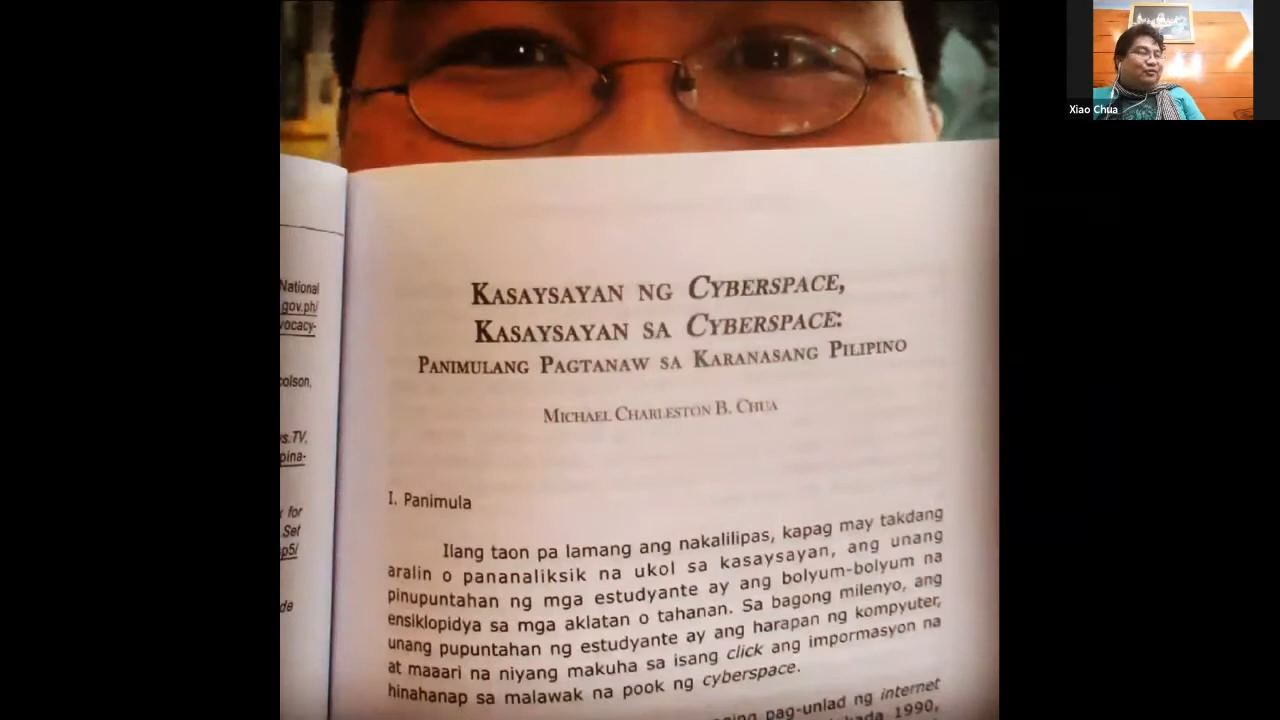 Xiao Chua
National
gov.ph/
vocacy-
colson,
s.TV,
pina-
for
Set
p5/
de
KASAYSAYAN NG CYBERSPACE,
KASAYSAYAN SA CYBERSPACE:
PANIMULANG PAGTANAW SA KARANASANG PILIPINO
MICHAEL CHARLESTON B. CHUA
I. Panimula
Ilang taon pa lamang ang nakalilipas, kapag may takdang
aralin o pananaliksik na ukol sa kasaysayan, ang unang
pinupuntahan ng mga estudyante ay ang bolyum-bolyum na
ensiklopidya sa mga aklatan o tahanan. Sa bagong milenyo, ang
unang pupuntahan ng estudyante ay ang harapan ng kompyuter,
at maaari na niyang makuha sa isang click ang impormasyon na
hinahanap sa malawak na pook ng cyberspace.
pag-unlad ng internet
1990,